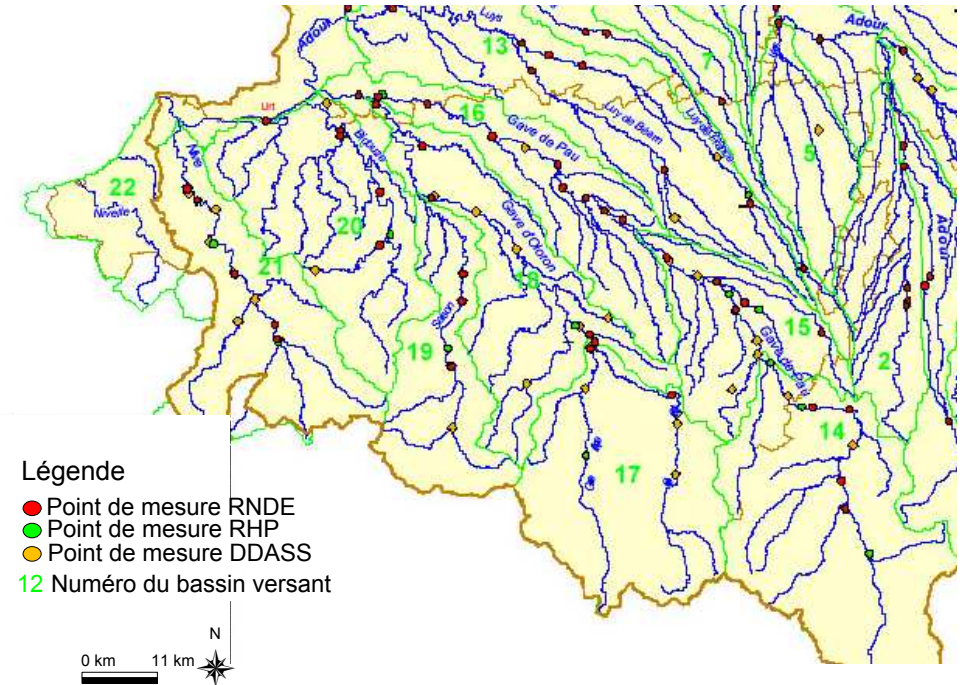 Adour
Luys
Adour
13
7
Urt
16
Luy de Béarn
Luy de France
5
Gave de Pau
Nive
Bidouze
22
Nivelle
20
Gave d'Oloron
Adour
21
18
Saison
19
15
Gave de Pau
2
14
17
Légende
Point de mesure RNDE
Point de mesure RHP
Point de mesure DDASS
12 Numéro du bassin versant
N
0 km 11 km